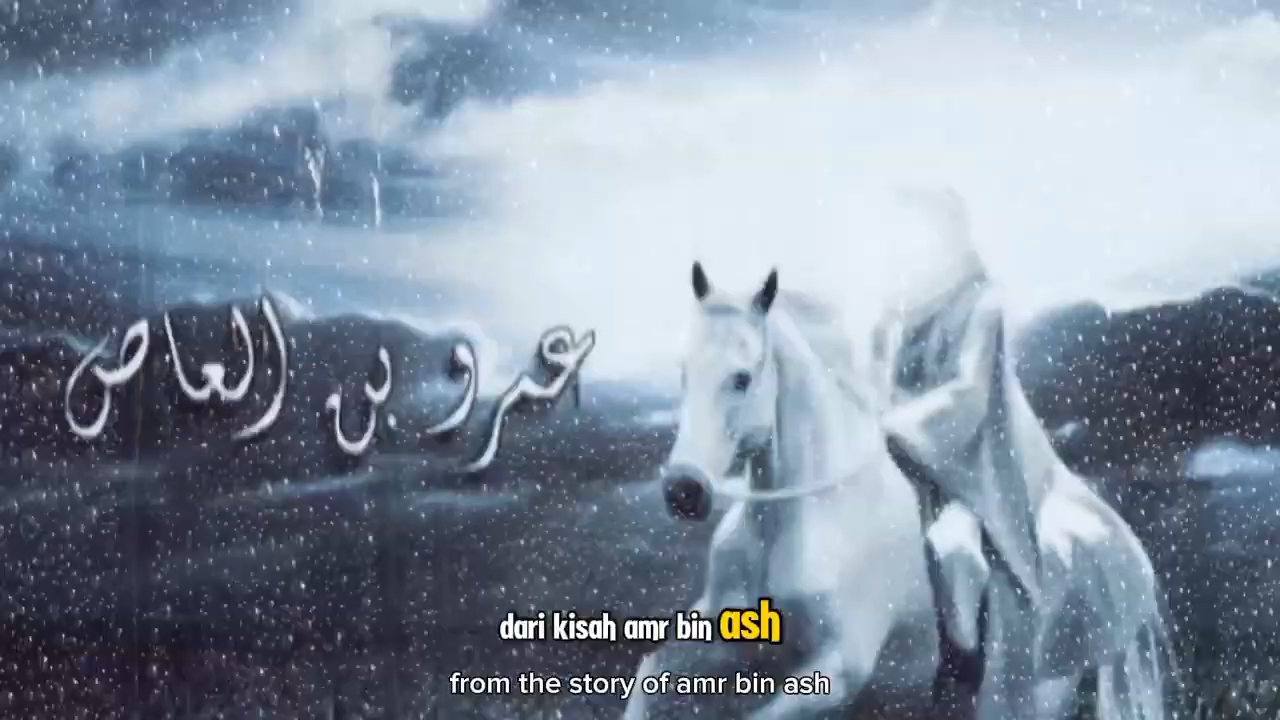 عمرو بن العاص
dari kisah amr bin ash
from the story of amr bin ash